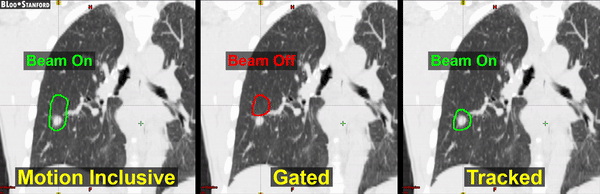 BLOO-STANFORD
H
H
H
Beam On
Beam On
Beam On
Motion Inclusive
Gated
Tracked